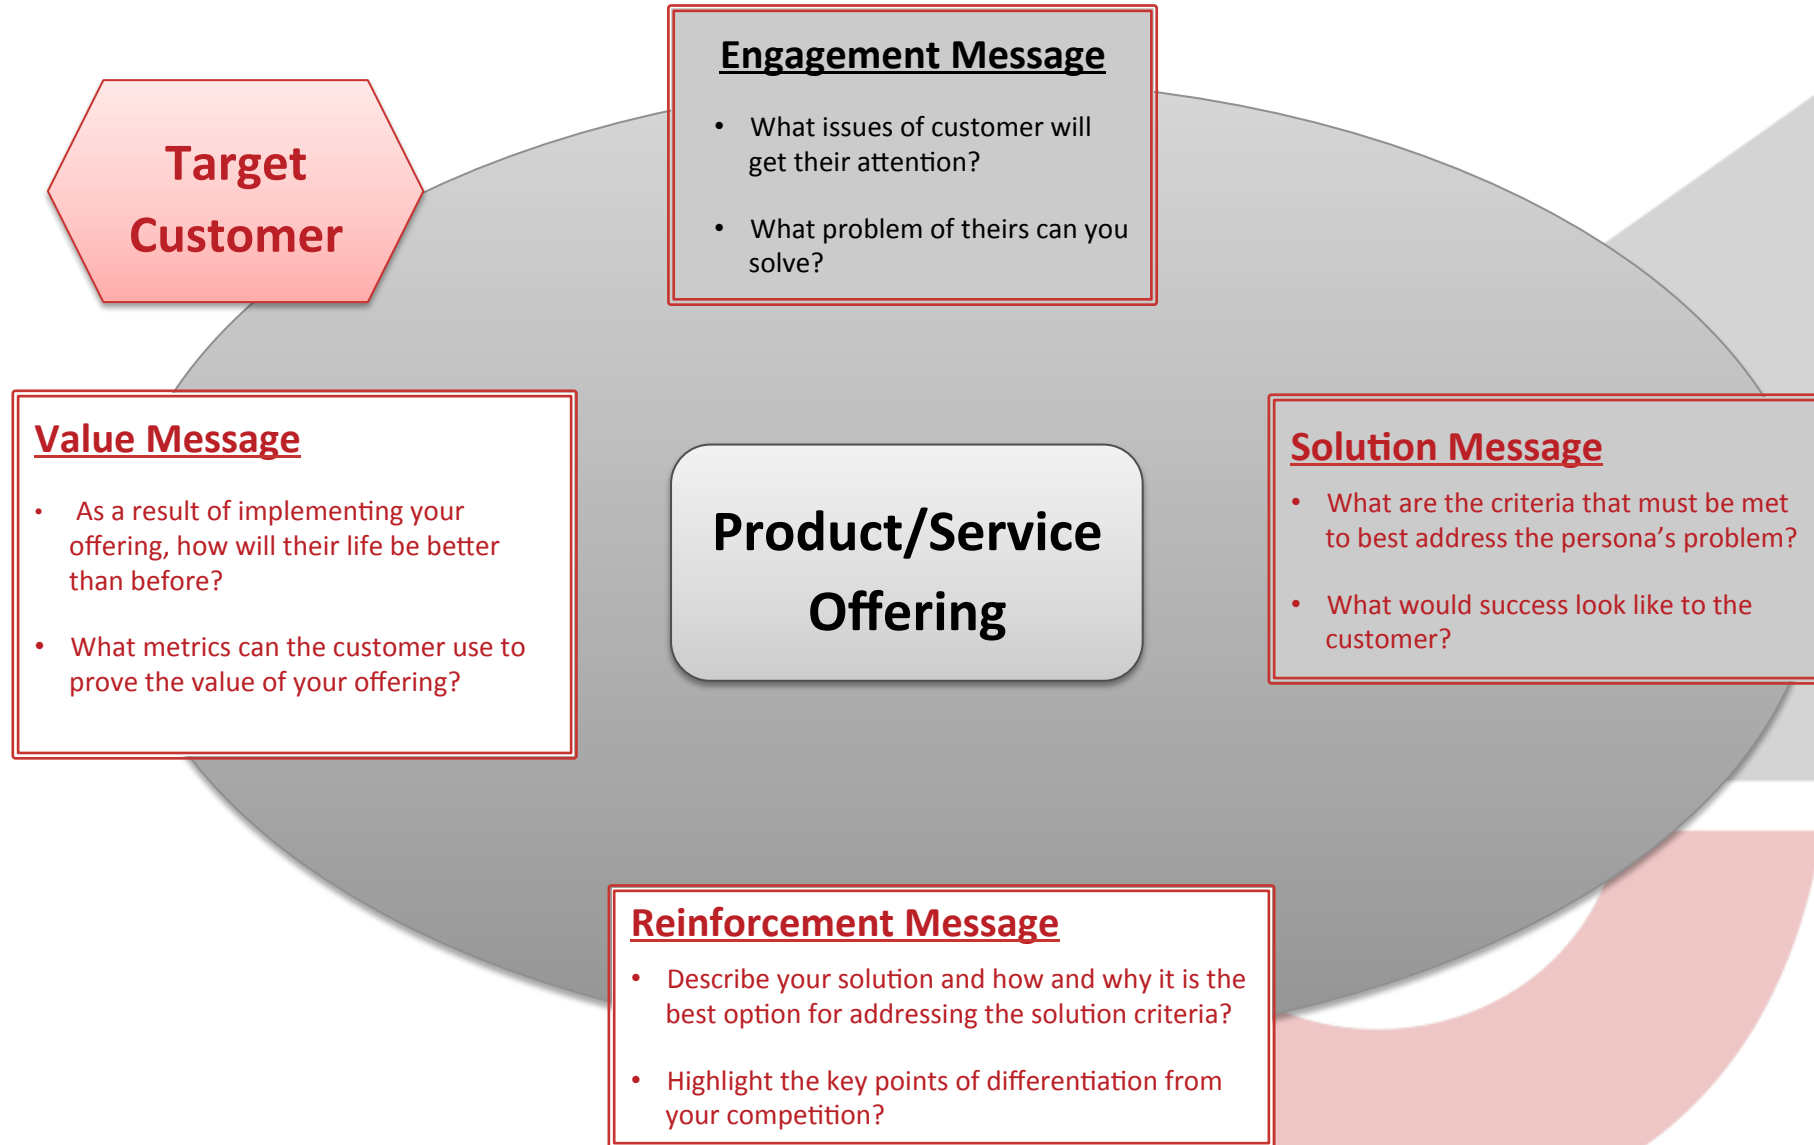 Engagement Message
• What issues of customer will
get their attention?
• What problem of theirs can you
solve?
Target
Customer
Value Message
• As a result of implementing your
offering, how will their life be better
than before?
• What metrics can the customer use to
prove the value of your offering?
Product/Service
Offering
Solution Message
• What are the criteria that must be met
to best address the persona’s problem?
• What would success look like to the
customer?
Reinforcement Message
• Describe your solution and how and why it is the
best option for addressing the solution criteria?
• Highlight the key points of differentiation from
your competition?